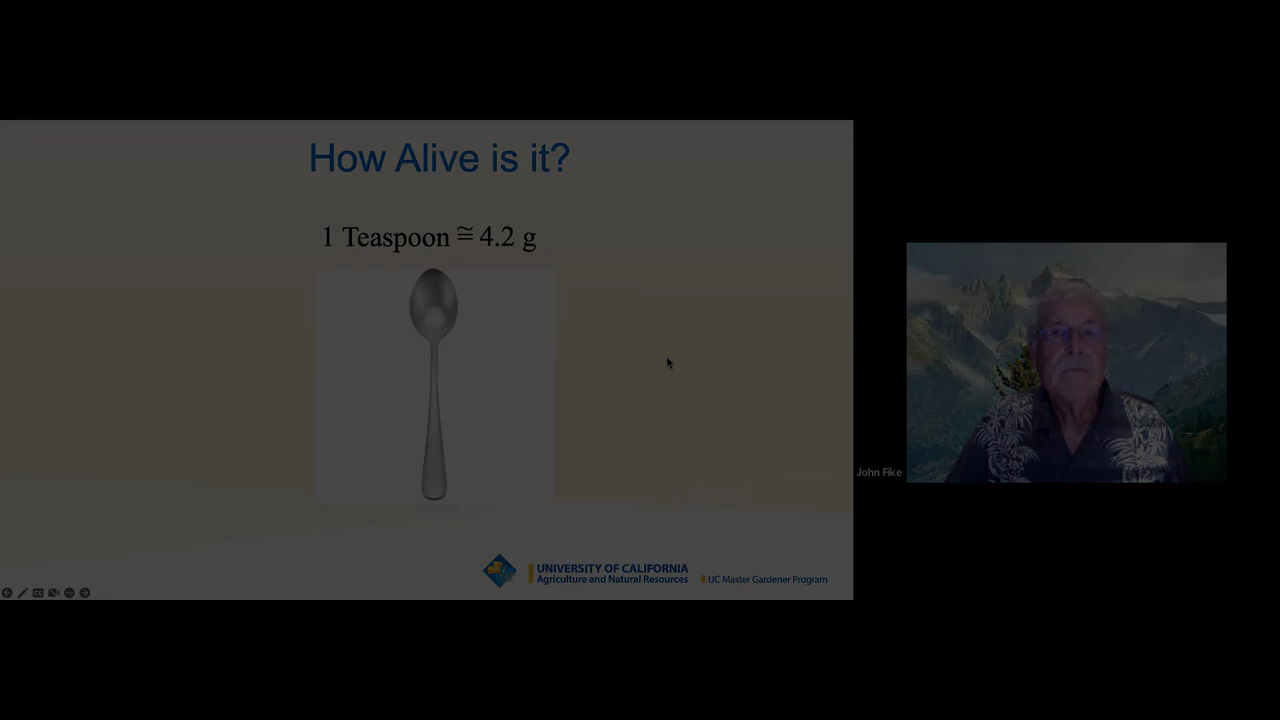 How Alive is it?
1 Teaspoon ≅ 4.2 g
UNIVERSITY OF CALIFORNIA
Agriculture and Natural Resources
UC Master Gardener Program
John Fike
CC